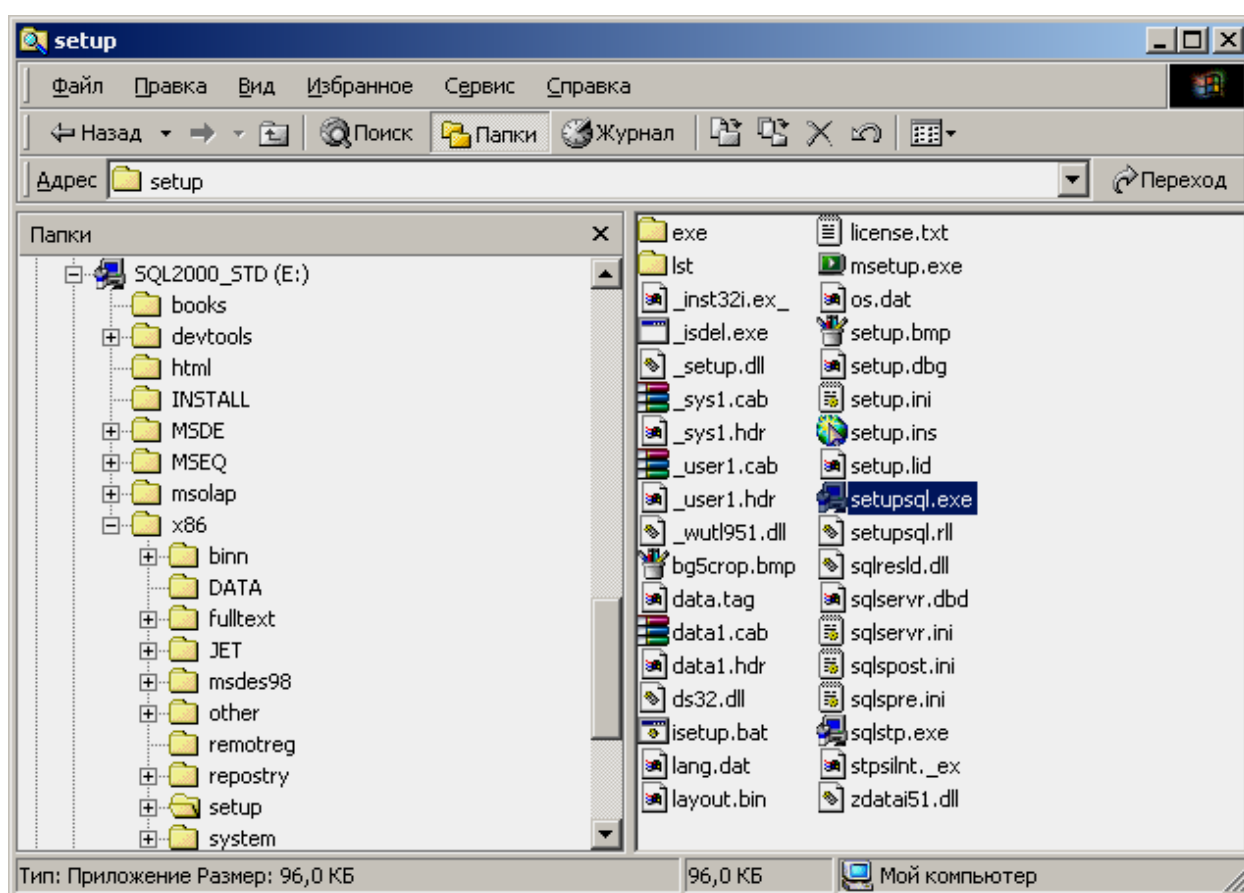 setup
Файл Правка Вид Избранное Сервис Справка
Назад Поиск Папки Журнал
Адрес setup Переход
Папки
SQL2000_STD (E:)
books
devtools
html
INSTALL
MSDE
MSEQ
msolap
x86
binn
DATA
fulltext
JET
msdes98
other
remotreg
repostry
setup
system
exe
lst
_inst32i.ex_
_isdel.exe
_setup.dll
_sys1.cab
_sys1.hdr
_user1.cab
_user1.hdr
_wutl951.dll
bg5crop.bmp
data.tag
data1.cab
data1.hdr
ds32.dll
isetup.bat
lang.dat
layout.bin
license.txt
msetup.exe
os.dat
setup.bmp
setup.dbg
setup.ini
setup.ins
setup.lid
setupsql.exe
setupsql.rll
sqlresld.dll
sqlservr.dbd
sqlservr.ini
sqlspost.ini
sqlspre.ini
sqlstp.exe
stpsilnt._ex
zdatai51.dll
Тип: Приложение Размер: 96,0 КБ 96,0 КБ Мой компьютер